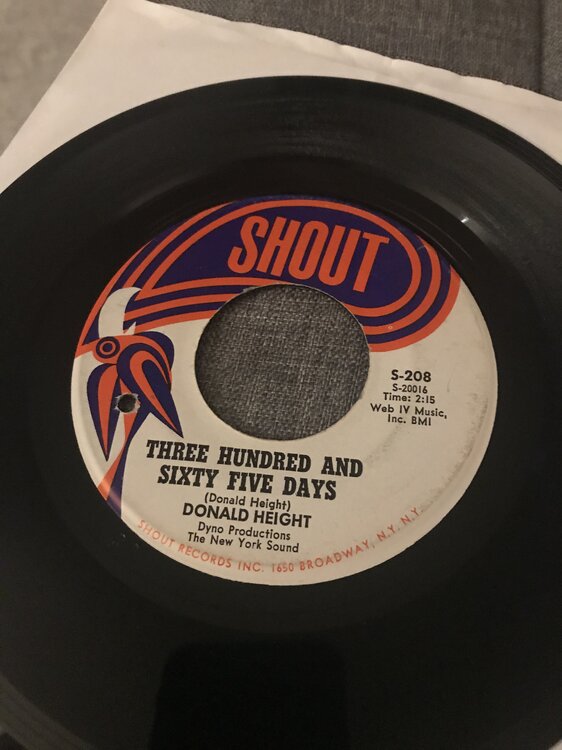 SHOUT
S-208
S-20016
Time: 2:15
Web IV Music,
Inc. BMI
THREE HUNDRED AND
SIXTY FIVE DAYS
(Donald Height)
DONALD HEIGHT
Dyno Productions
The New York Sound
SHOUT RECORDS INC. 1650 BROADWAY, N.Y. N.Y.